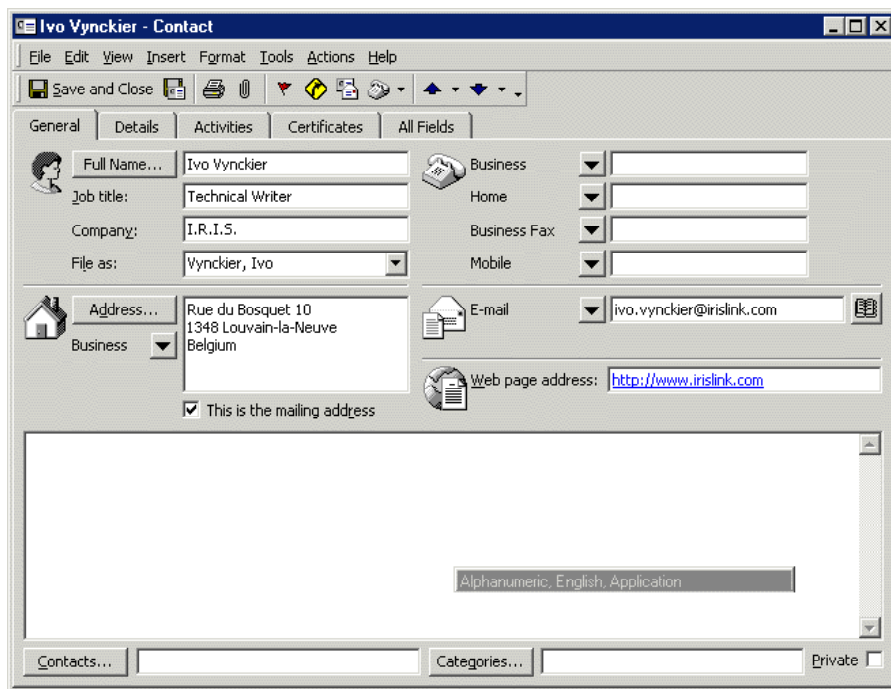 Ivo Vynckier - Contact
File Edit View Insert Format Tools Actions Help
Save and Close
General Details Activities Certificates All Fields
Full Name... Ivo Vynckier
Job title: Technical Writer
Company: I.R.I.S.
File as: Vynckier, Ivo
Business
Home
Business Fax
Mobile
Address... Rue du Bosquet 10
1348 Louvain-la-Neuve
Business Belgium
This is the mailing address
E-mail ivo.vynckier@irislink.com
Web page address: http://www.irislink.com
Alphanumeric, English, Application
Contacts... Categories... Private